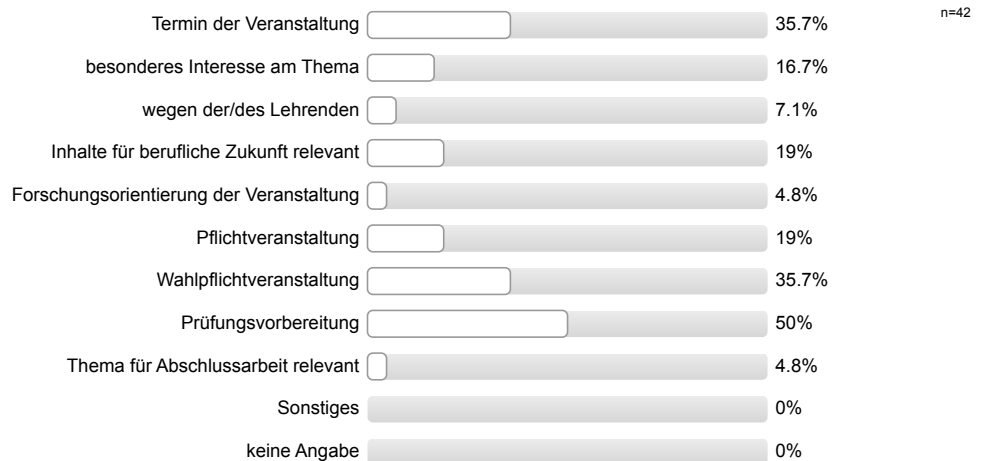 Termin der Veranstaltung 35.7% n=42
besonderes Interesse am Thema 16.7%
wegen der/des Lehrenden 7.1%
Inhalte für berufliche Zukunft relevant 19%
Forschungsorientierung der Veranstaltung 4.8%
Pflichtveranstaltung 19%
Wahlpflichtveranstaltung 35.7%
Prüfungsvorbereitung 50%
Thema für Abschlussarbeit relevant 4.8%
Sonstiges 0%
keine Angabe 0%